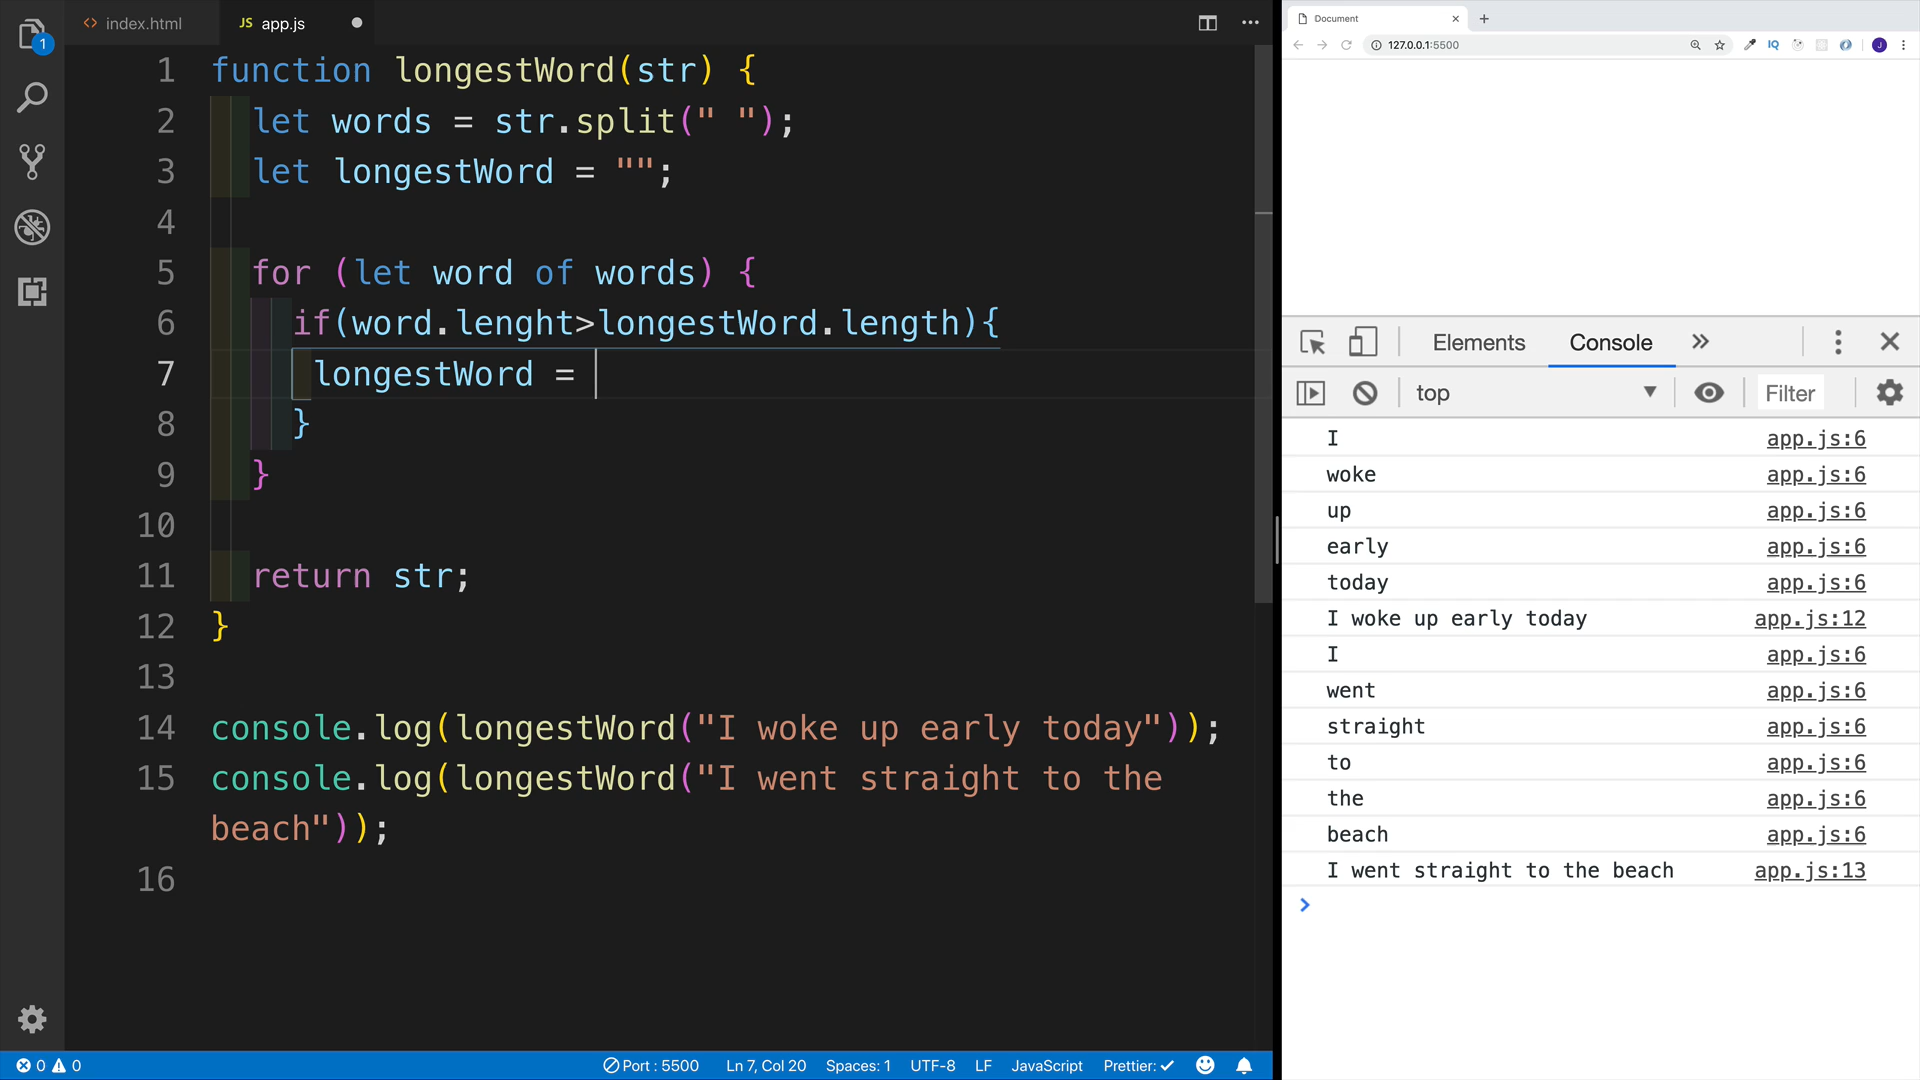 <> index.html
JS app.js
1
1 function longestWord(str) {
2 let words = str.split(" ");
3 let longestWord = "";
4
5 for (let word of words) {
6 if(word.lenght>longestWord.length){
7 longestWord =
8 }
9 }
10
11 return str;
12 }
13
14 console.log(longestWord("I woke up early today"));
15 console.log(longestWord("I went straight to the
beach"));
16
0 0 Port : 5500 Ln 7, Col 20 Spaces: 1 UTF-8 LF JavaScript Prettier: ✓
Document
127.0.0.1:5500 IQ J
Elements Console »
top Filter
I app.js:6
woke app.js:6
up app.js:6
early app.js:6
today app.js:6
I woke up early today app.js:12
I app.js:6
went app.js:6
straight app.js:6
to app.js:6
the app.js:6
beach app.js:6
I went straight to the beach app.js:13
>